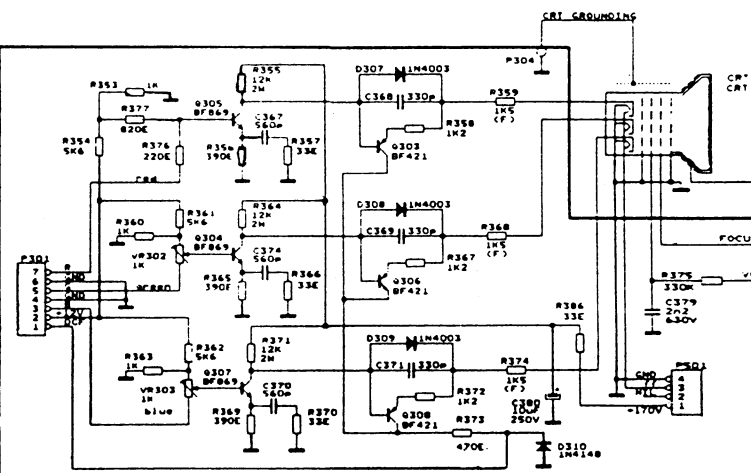 CRT GROUNDING
P304
R353 1K
R355 12K 2W
D307 1N4003
CRT
CRT
R377 820E
Q305 BF869
C367 560p
C368 330p
R359 1K5 (F)
R354 5K6
R376 220E
R356 390E
R357 33E
R358 1K2
Q303 BF421
red
R361 5K6
R364 12K 2W
D308 1N4003
R360 1K
Q304 BF869
C374 560p
C369 330p
R368 1K5 (F)
VR302 1K
R365 390E
R366 33E
R367 1K2
Q306 BF421
FOCU
P301
7 R
6 GND
5
4
3
2 +12V
1 DCF
R375 330K
C379 2n2 630V
R386 33E
R362 5K6
R371 12K 2W
D309 1N4003
R363 1K
Q307 BF869
C370 560p
C371 330p
R374 1K5 (F)
VR303 1K
blue
R369 390E
R370 33E
R372 1K2
Q308 BF421
R373 470E
C380 10uF 250V
D310 1N4148
P501
GND 4
3
2
+170V 1